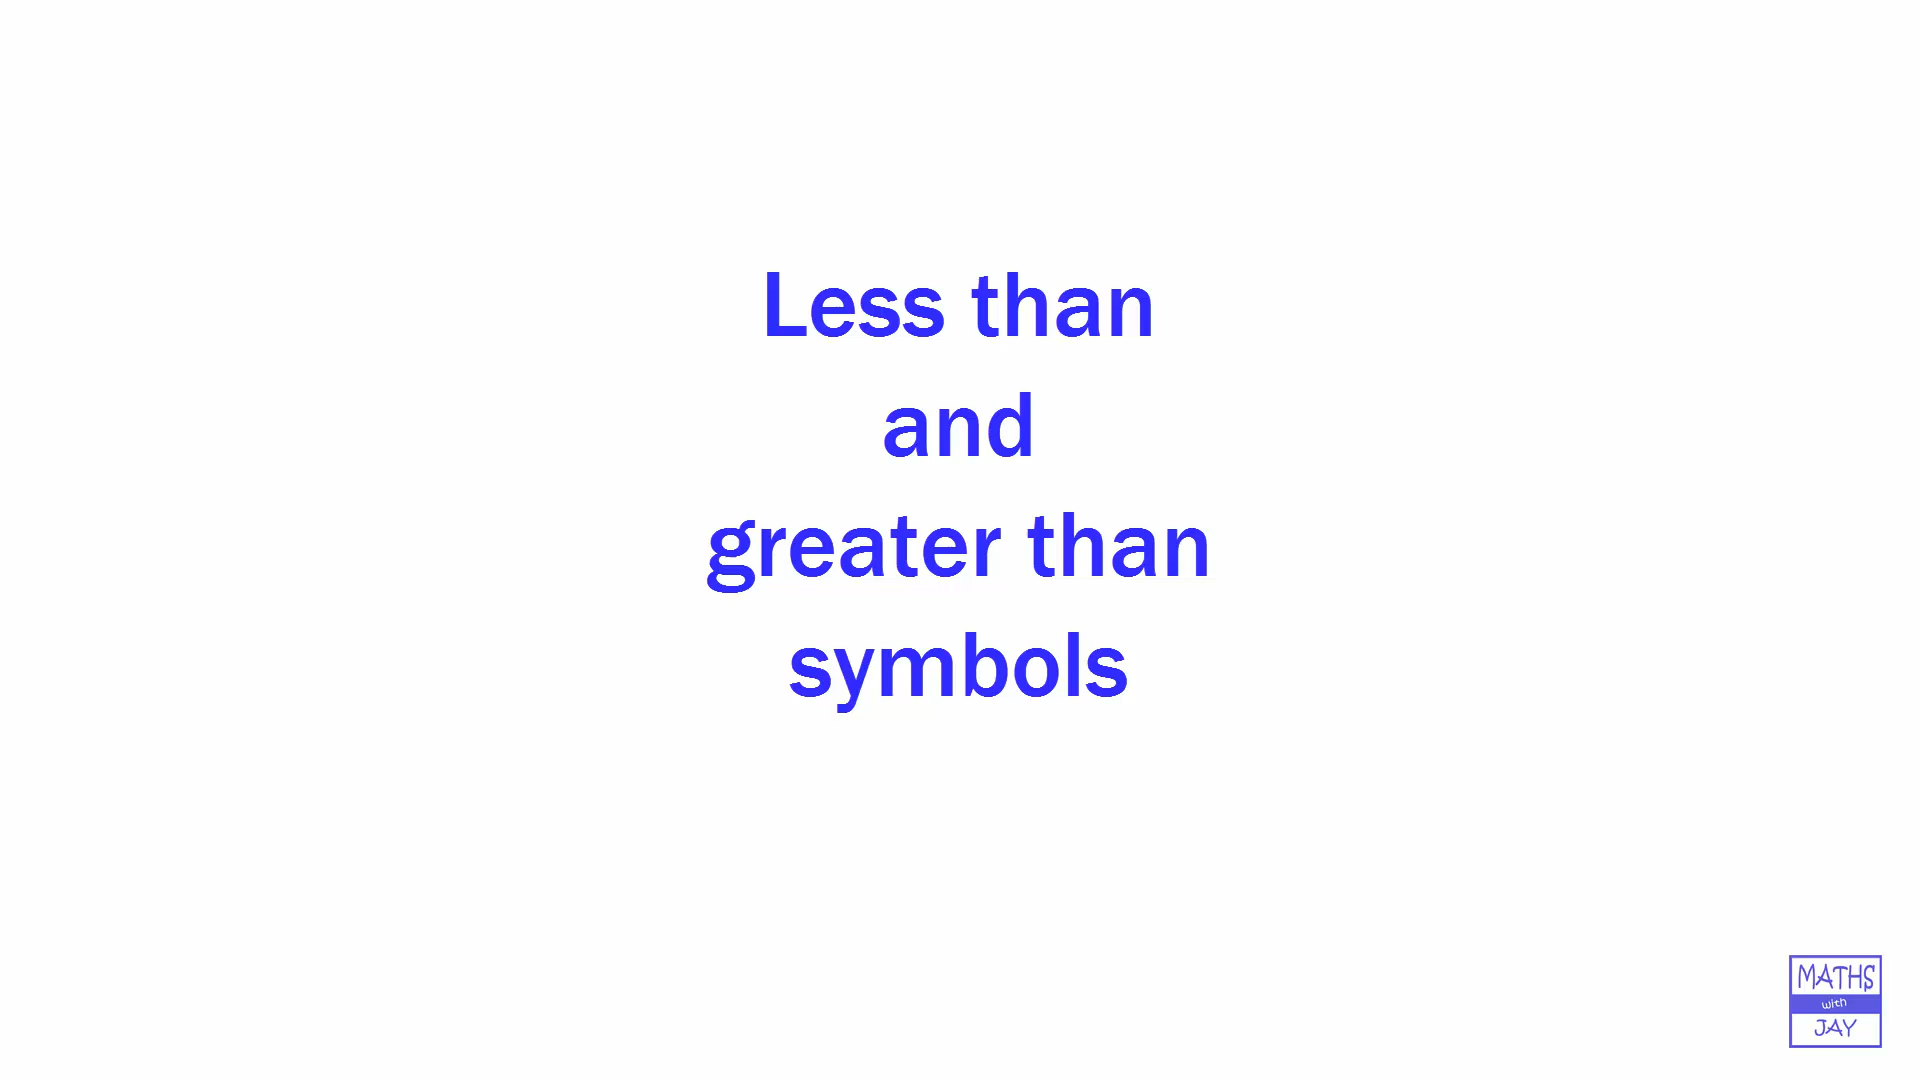 Less than
and
greater than
symbols
MATHS
with
JAY